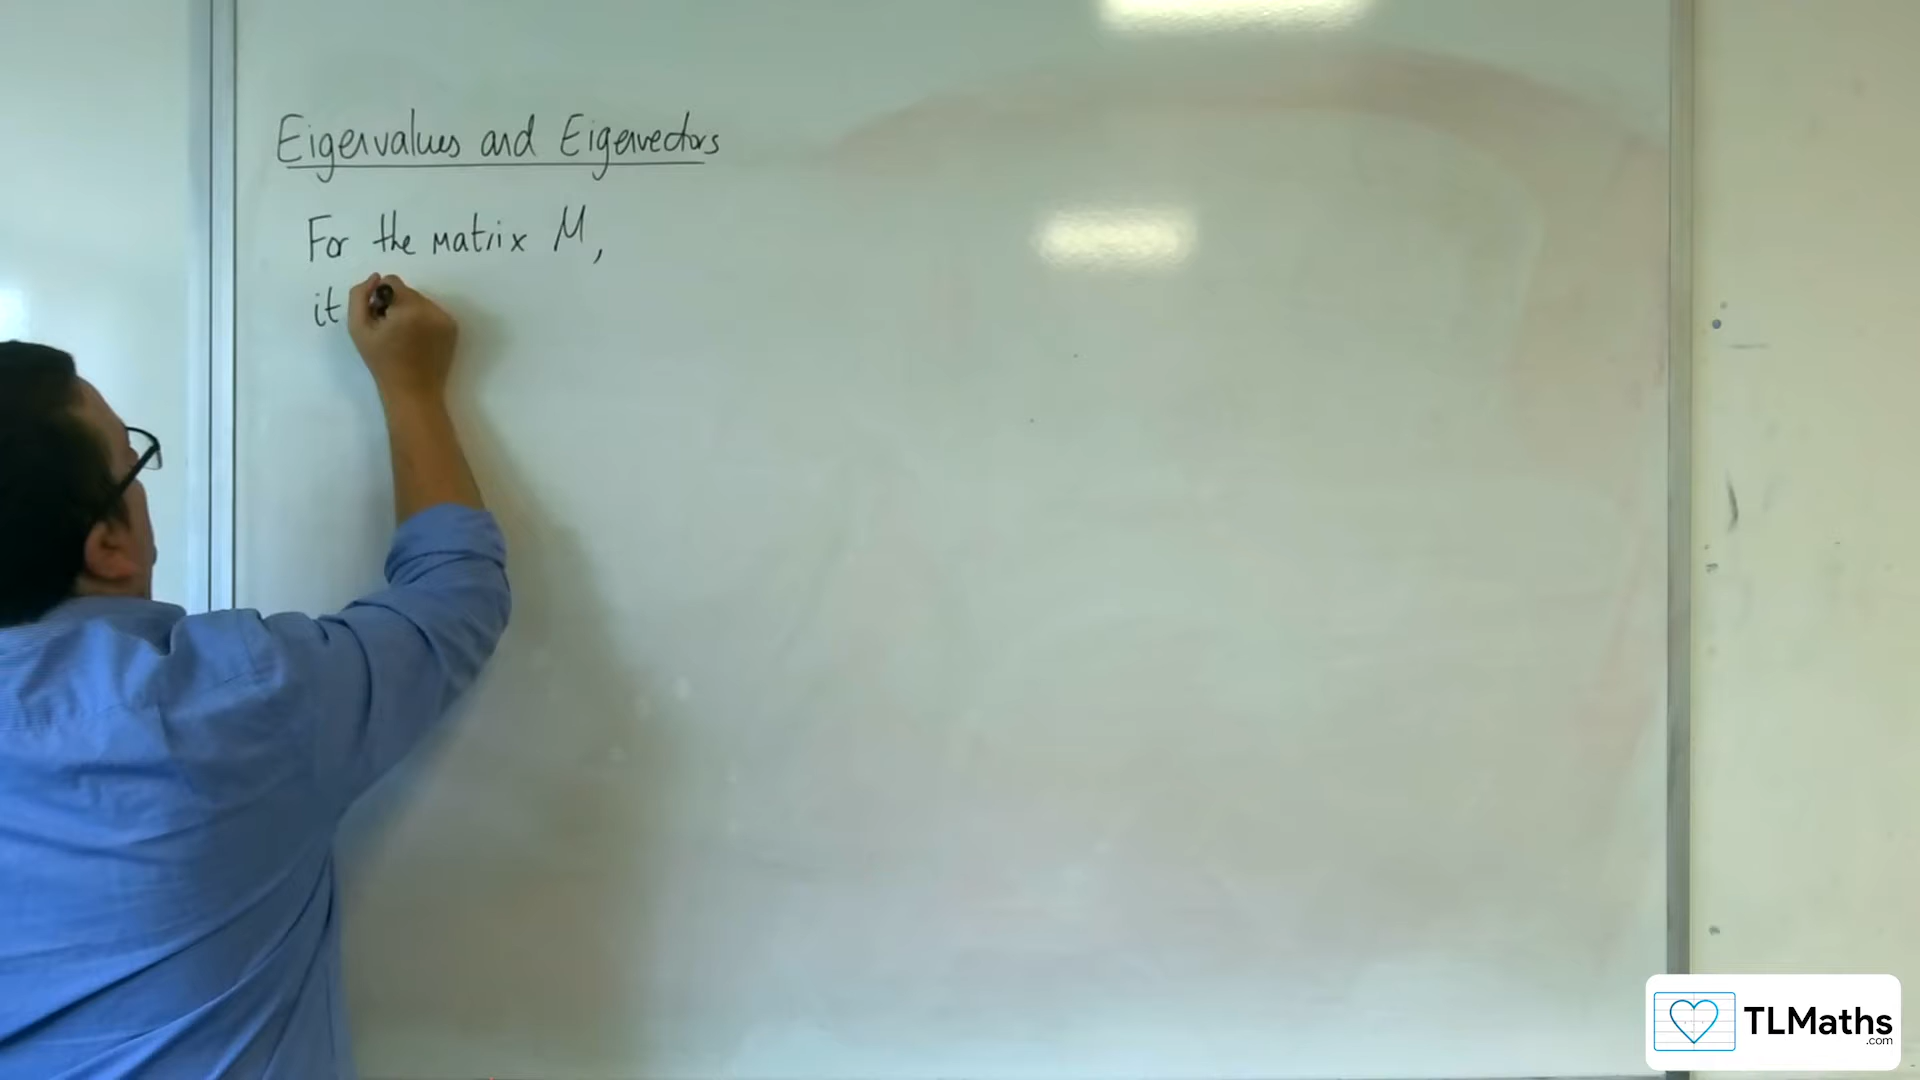 Eigenvalues and Eigenvectors
For the matrix M,
it
TLMaths
.com